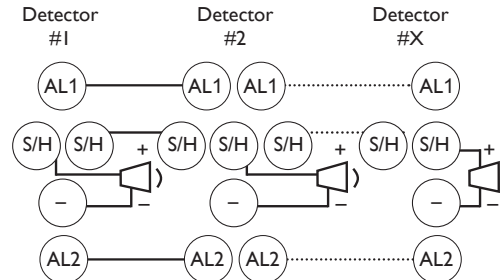 Detector Detector Detector
#1 #2 #X
AL1 AL1 AL1 AL1
S/H S/H S/H S/H S/H S/H S/H
+ + +
– – –
– – –
AL2 AL2 AL2 AL2